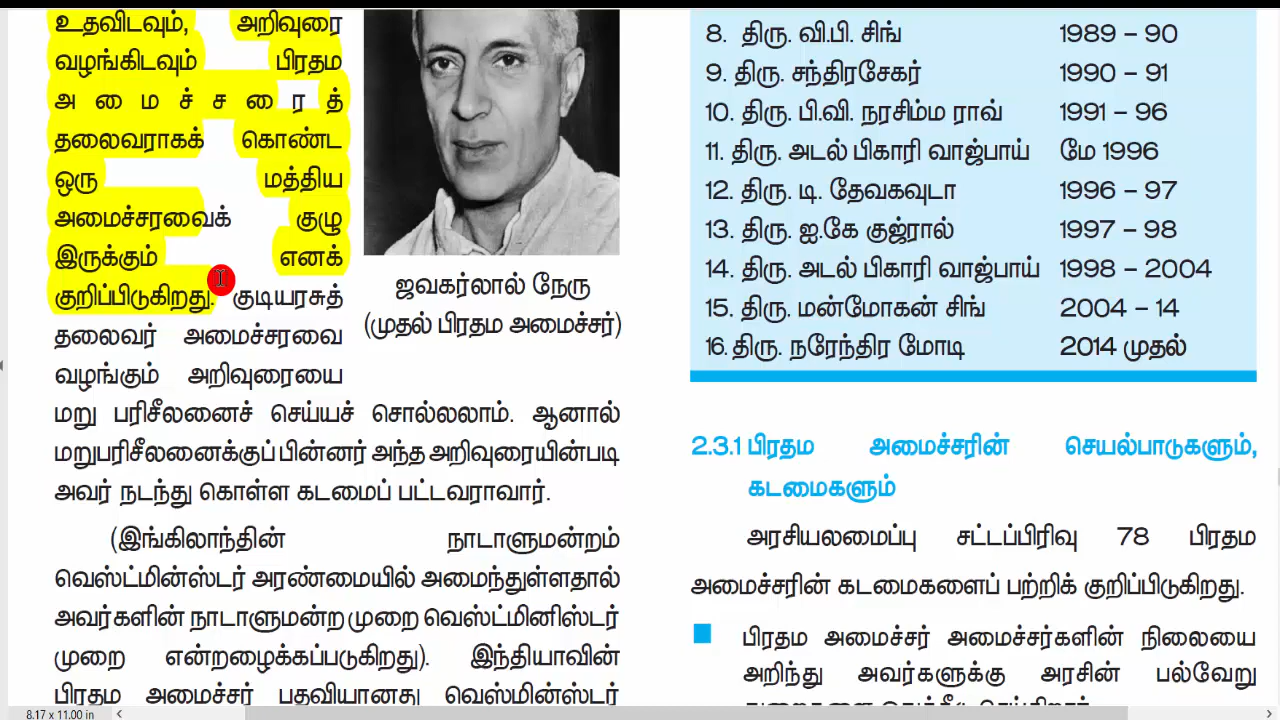 உதவிடவும், அறிவுரை
வழங்கிடவும் பிரதம
அ மை ச் ச ரை த்
தலைவராகக் கொண்ட
ஒரு மத்திய
அமைச்சரவைக் குழு
இருக்கும் எனக்
குறிப்பிடுகிறது. குடியரசுத்
தலைவர் அமைச்சரவை
வழங்கும் அறிவுரையை
மறு பரிசீலனைச் செய்யச் சொல்லலாம். ஆனால்
மறுபரிசீலனைக்குப் பின்னர் அந்த அறிவுரையின்படி
அவர் நடந்து கொள்ள கடமைப் பட்டவராவார்.
(இங்கிலாந்தின் நாடாளுமன்றம்
வெஸ்ட்மின்ஸ்டர் அரண்மையில் அமைந்துள்ளதால்
அவர்களின் நாடாளுமன்ற முறை வெஸ்ட்மினிஸ்டர்
முறை என்றழைக்கப்படுகிறது). இந்தியாவின்
பிரதம அமைச்சர் பதவியானது வெஸ்மின்ஸ்டர்
ஜவகர்லால் நேரு
(முதல் பிரதம அமைச்சர்)
8. திரு. வி.பி. சிங் 1989 – 90
9. திரு. சந்திரசேகர் 1990 – 91
10. திரு. பி.வி. நரசிம்ம ராவ் 1991 – 96
11. திரு. அடல் பிகாரி வாஜ்பாய் மே 1996
12. திரு. டி. தேவகவுடா 1996 – 97
13. திரு. ஐ.கே குஜ்ரால் 1997 – 98
14. திரு. அடல் பிகாரி வாஜ்பாய் 1998 – 2004
15. திரு. மன்மோகன் சிங் 2004 – 14
16. திரு. நரேந்திர மோடி 2014 முதல்
2.3.1 பிரதம அமைச்சரின் செயல்பாடுகளும்,
கடமைகளும்
அரசியலமைப்பு சட்டப்பிரிவு 78 பிரதம
அமைச்சரின் கடமைகளைப் பற்றிக் குறிப்பிடுகிறது.
பிரதம அமைச்சர் அமைச்சர்களின் நிலையை
அறிந்து அவர்களுக்கு அரசின் பல்வேறு
8.17 x 11.00 in